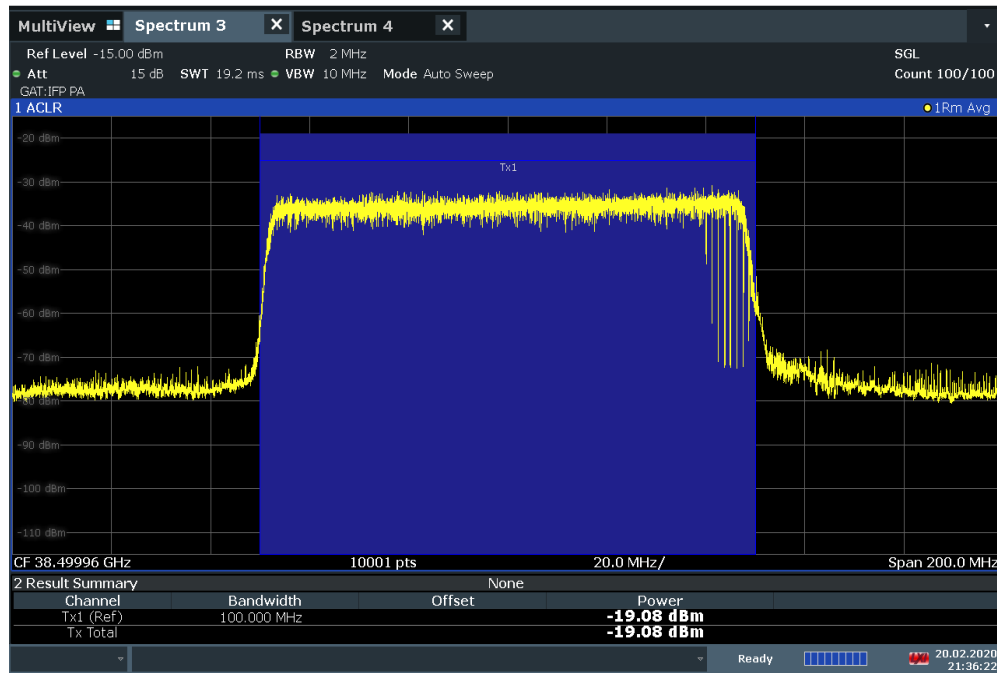 MultiView Spectrum 3 X Spectrum 4 X
Ref Level -15.00 dBm RBW 2 MHz SGL
Att 15 dB SWT 19.2 ms VBW 10 MHz Mode Auto Sweep Count 100/100
GAT:IFP PA
1 ACLR 1Rm Avg
-20 dBm
Tx1
-30 dBm
-40 dBm
-50 dBm
-60 dBm
-70 dBm
-80 dBm
-90 dBm
-100 dBm
-110 dBm
CF 38.49996 GHz 10001 pts 20.0 MHz/ Span 200.0 MHz
2 Result Summary None
Channel Bandwidth Offset Power
Tx1 (Ref) 100.000 MHz -19.08 dBm
Tx Total -19.08 dBm
Ready 20.02.2020
21:36:22